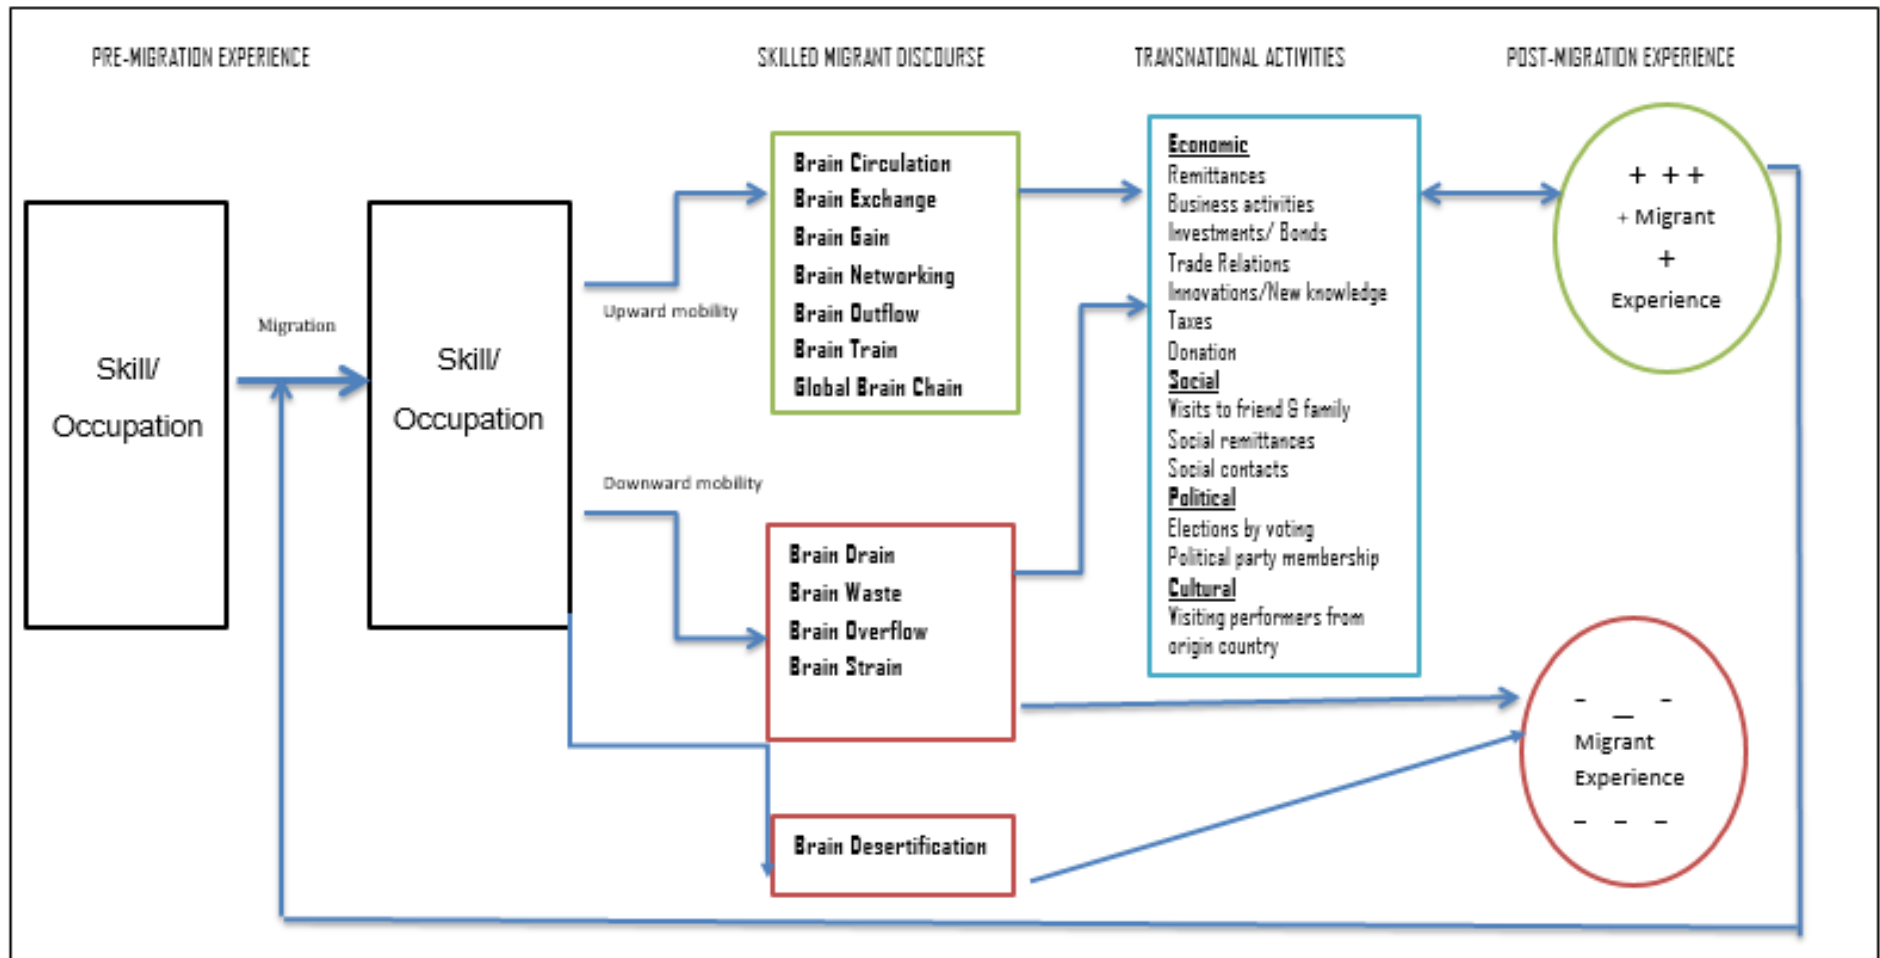 PRE-MIGRATION EXPERIENCE
SKILLED MIGRANT DISCOURSE
TRANSNATIONAL ACTIVITIES
POST-MIGRATION EXPERIENCE
Skill/
Occupation
Migration
Skill/
Occupation
Upward mobility
Downward mobility
Brain Circulation
Brain Exchange
Brain Gain
Brain Networking
Brain Outflow
Brain Train
Global Brain Chain
Brain Drain
Brain Waste
Brain Overflow
Brain Strain
Brain Desertification
Economic
Remittances
Business activities
Investments/ Bonds
Trade Relations
Innovations/New knowledge
Taxes
Donation
Social
Visits to friend & family
Social remittances
Social contacts
Political
Elections by voting
Political party membership
Cultural
Visiting performers from
origin country
+ + +
+ Migrant
+
Experience
- _ -
Migrant
Experience
- - -